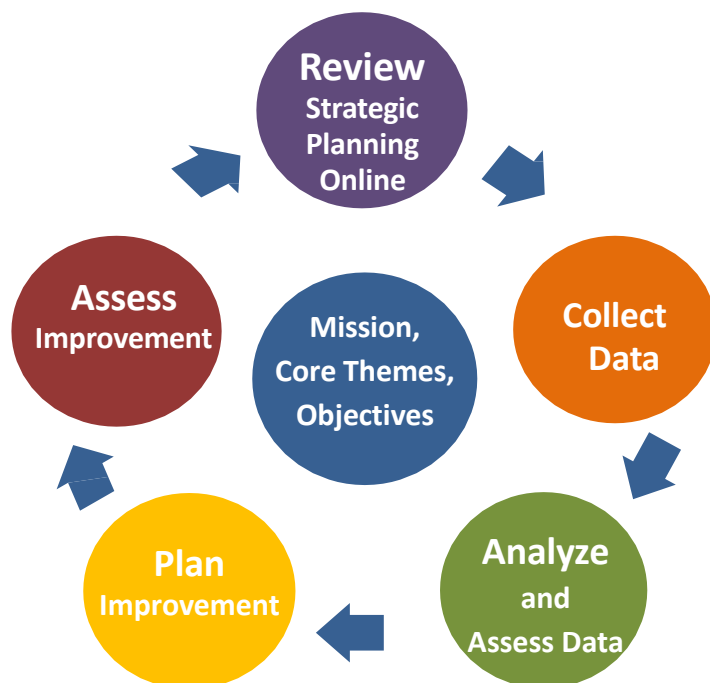 Review
Strategic
Planning
Online
Collect
Data
Analyze
and
Assess Data
Plan
Improvement
Assess
Improvement
Mission,
Core Themes,
Objectives